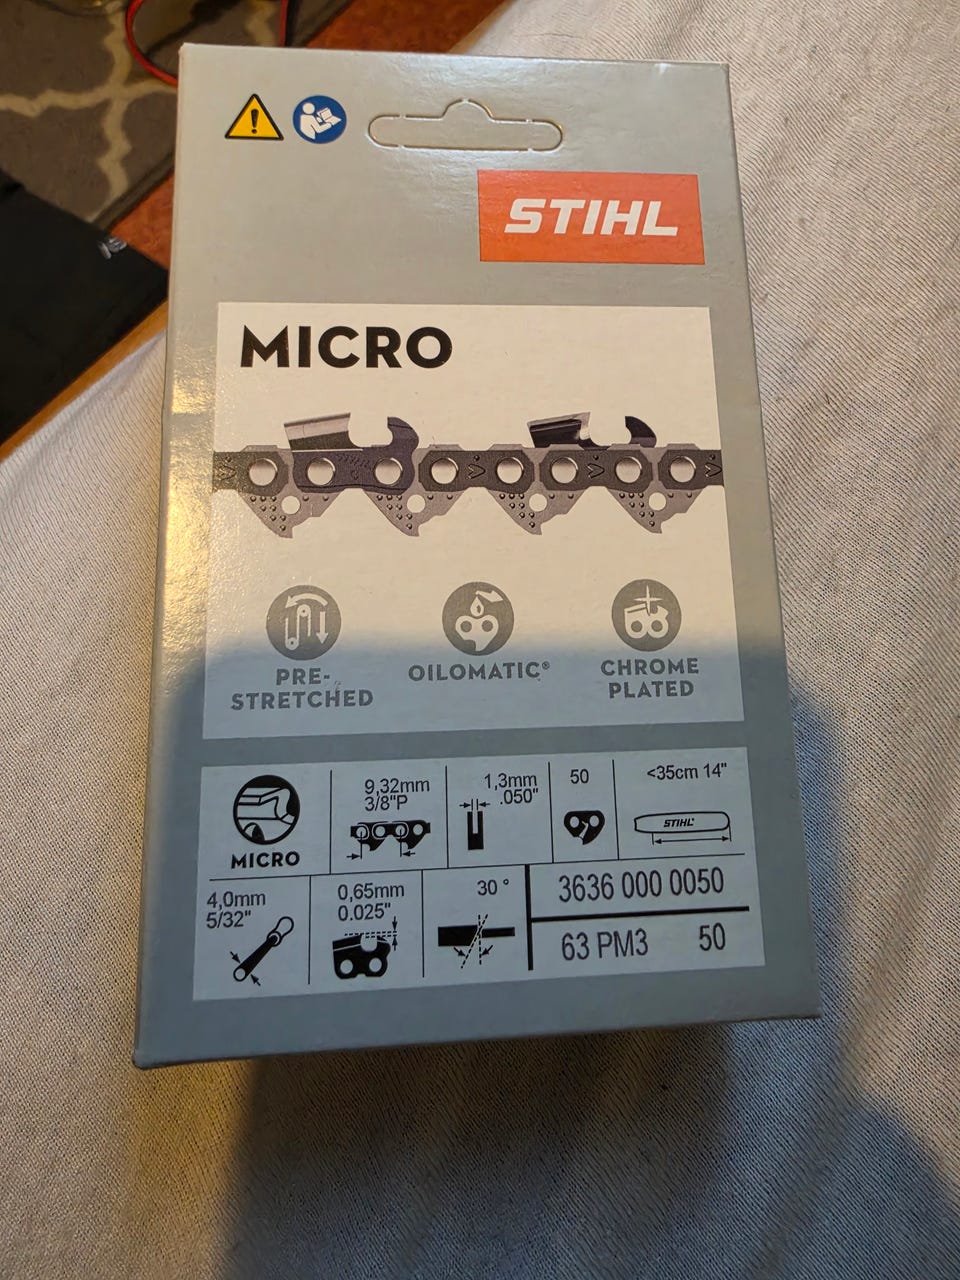 STIHL
MICRO
PRE-
STRETCHED
OILOMATIC®
CHROME
PLATED
MICRO
9,32mm
3/8"P
1,3mm
.050"
50
<35cm 14"
STIHL
4,0mm
5/32"
0,65mm
0.025"
30 °
3636 000 0050
63 PM3 50